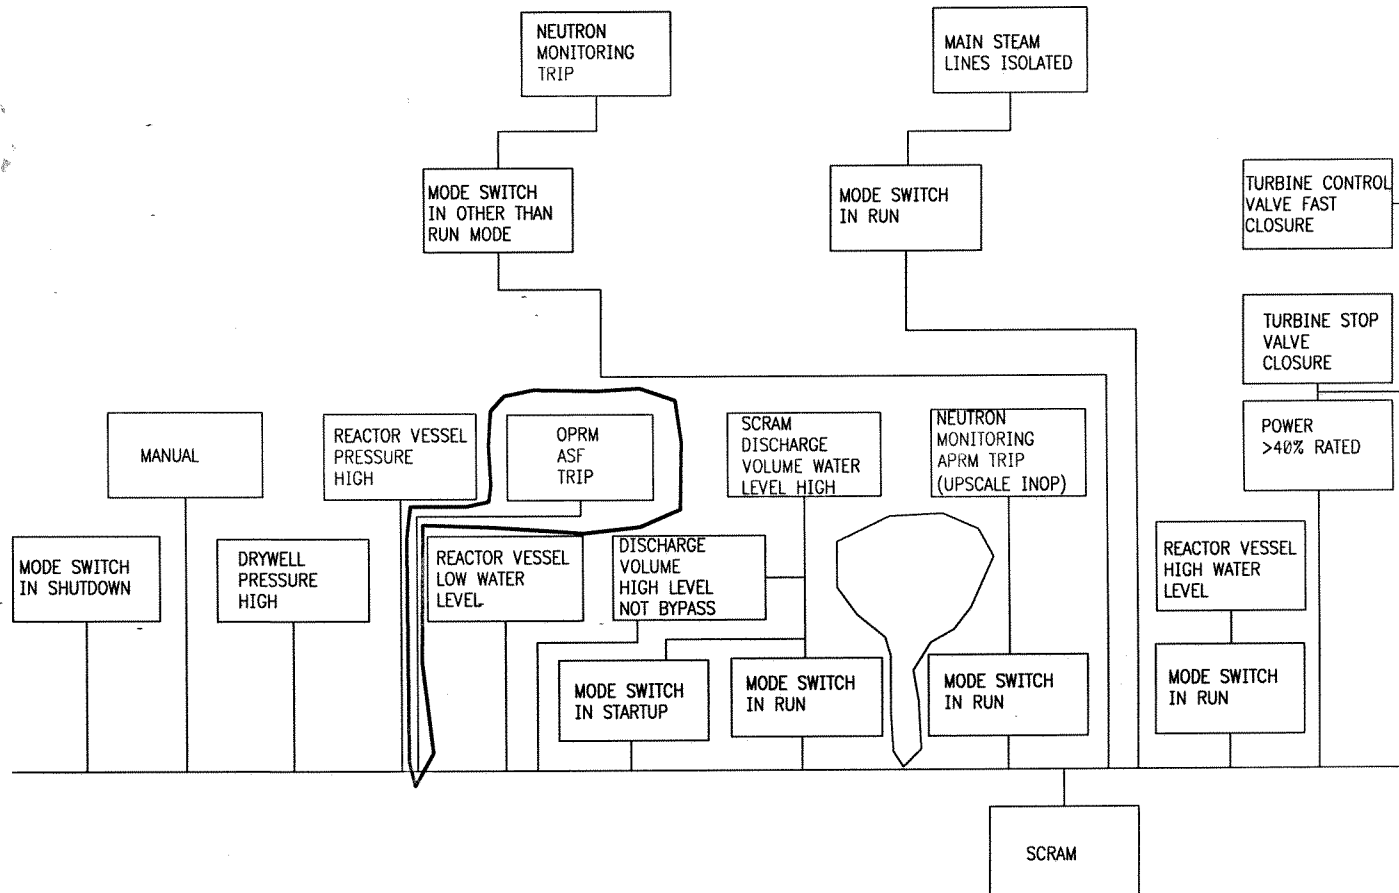 NEUTRON
MONITORING
TRIP
MAIN STEAM
LINES ISOLATED
MODE SWITCH
IN OTHER THAN
RUN MODE
MODE SWITCH
IN RUN
TURBINE CONTROL
VALVE FAST
CLOSURE
TURBINE STOP
VALVE
CLOSURE
MANUAL
REACTOR VESSEL
PRESSURE
HIGH
OPRM
ASF
TRIP
SCRAM
DISCHARGE
VOLUME WATER
LEVEL HIGH
NEUTRON
MONITORING
APRM TRIP
(UPSCALE INOP)
POWER
>40% RATED
MODE SWITCH
IN SHUTDOWN
DRYWELL
PRESSURE
HIGH
REACTOR VESSEL
LOW WATER
LEVEL
DISCHARGE
VOLUME
HIGH LEVEL
NOT BYPASS
REACTOR VESSEL
HIGH WATER
LEVEL
MODE SWITCH
IN STARTUP
MODE SWITCH
IN RUN
MODE SWITCH
IN RUN
MODE SWITCH
IN RUN
SCRAM